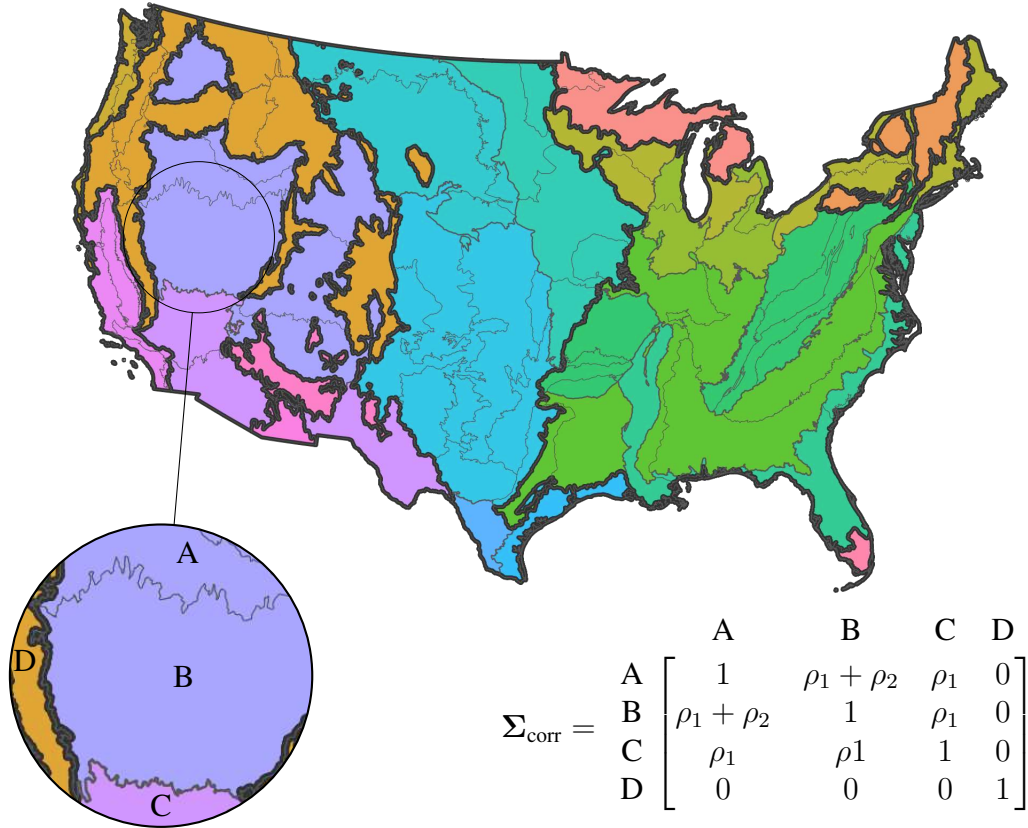 A
D
B
C
A B C D
A 1 ρ₁ + ρ₂ ρ₁ 0
Σcorr = B ρ₁ + ρ₂ 1 ρ₁ 0
C ρ₁ ρ1 1 0
D 0 0 0 1